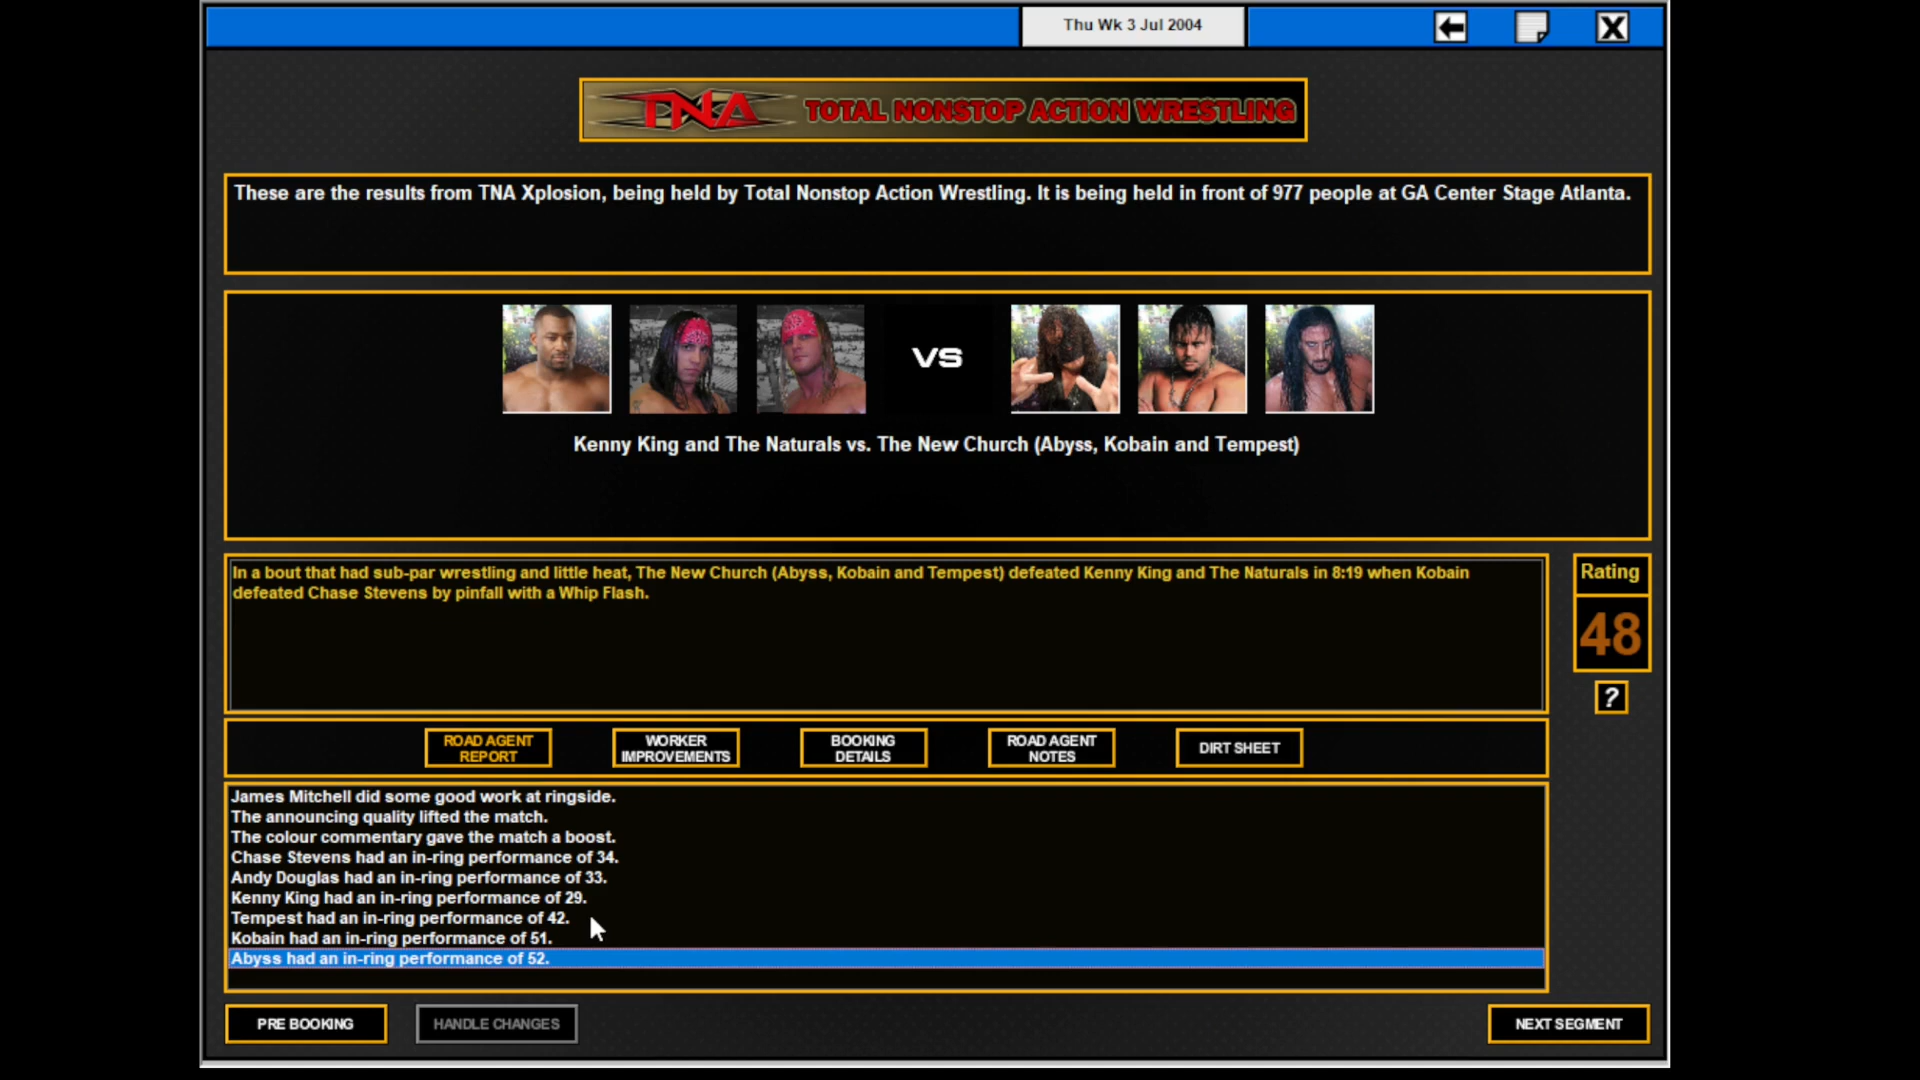 Thu Wk 3 Jul 2004
TNA TOTAL NONSTOP ACTION WRESTLING
These are the results from TNA Xplosion, being held by Total Nonstop Action Wrestling. It is being held in front of 977 people at GA Center Stage Atlanta.
VS
Kenny King and The Naturals vs. The New Church (Abyss, Kobain and Tempest)
In a bout that had sub-par wrestling and little heat, The New Church (Abyss, Kobain and Tempest) defeated Kenny King and The Naturals in 8:19 when Kobain
defeated Chase Stevens by pinfall with a Whip Flash.
Rating
48
?
ROAD AGENT
REPORT
WORKER
IMPROVEMENTS
BOOKING
DETAILS
ROAD AGENT
NOTES
DIRT SHEET
James Mitchell did some good work at ringside.
The announcing quality lifted the match.
The colour commentary gave the match a boost.
Chase Stevens had an in-ring performance of 34.
Andy Douglas had an in-ring performance of 33.
Kenny King had an in-ring performance of 29.
Tempest had an in-ring performance of 42.
Kobain had an in-ring performance of 51.
Abyss had an in-ring performance of 52.
PRE BOOKING
HANDLE CHANGES
NEXT SEGMENT